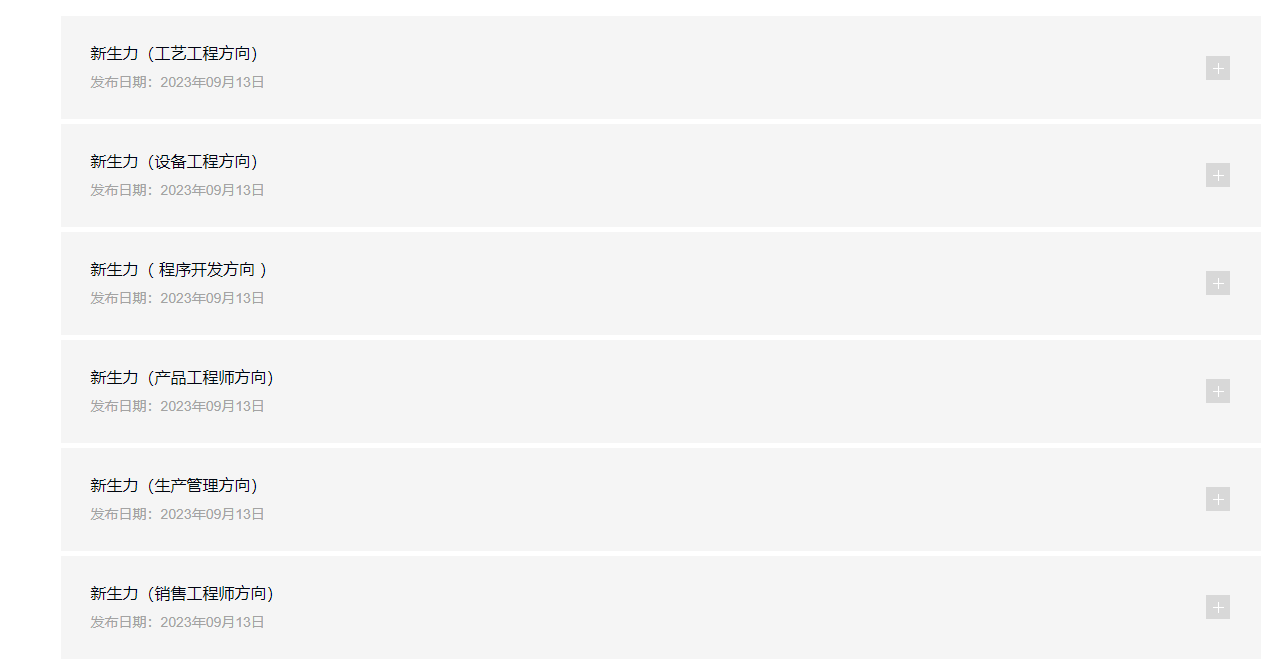 新生力（工艺工程方向）
发布日期：2023年09月13日
新生力（设备工程方向）
发布日期：2023年09月13日
新生力（ 程序开发方向 ）
发布日期：2023年09月13日
新生力（产品工程师方向）
发布日期：2023年09月13日
新生力（生产管理方向）
发布日期：2023年09月13日
新生力（销售工程师方向）
发布日期：2023年09月13日